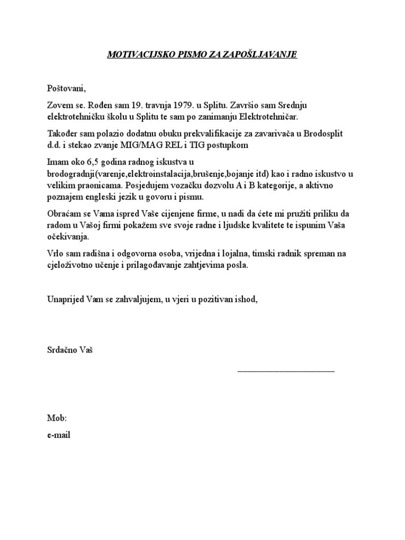 MOTIVACIJSKO PISMO ZA ZAPOŠLJAVANJE
Poštovani,
Zovem se. Rođen sam 19. travnja 1979. u Splitu. Završio sam Srednju
elektrotehničku školu u Splitu te sam po zanimanju Elektrotehničar.
Također sam polazio dodatnu obuku prekvalifikacije za zavarivača u Brodosplit
d.d. i stekao zvanje MIG/MAG REL i TIG postupkom
Imam oko 6,5 godina radnog iskustva u
brodogradnji(varenje,elektroinstalacija,brušenje,bojanje itd) kao i radno iskustvo u
velikim praonicama. Posjedujem vozačku dozvolu A i B kategorije, a aktivno
poznajem engleski jezik u govoru i pismu.
Obraćam se Vama ispred Vaše cijenjene firme, u nadi da ćete mi pružiti priliku da
radom u Vašoj firmi pokažem sve svoje radne i ljudske kvalitete te ispunim Vaša
očekivanja.
Vrlo sam radišna i odgovorna osoba, vrijedna i lojalna, timski radnik spreman na
cjeloživotno učenje i prilagođavanje zahtjevima posla.
Unaprijed Vam se zahvaljujem, u vjeri u pozitivan ishod,
Srdačno Vaš
Mob:
e-mail